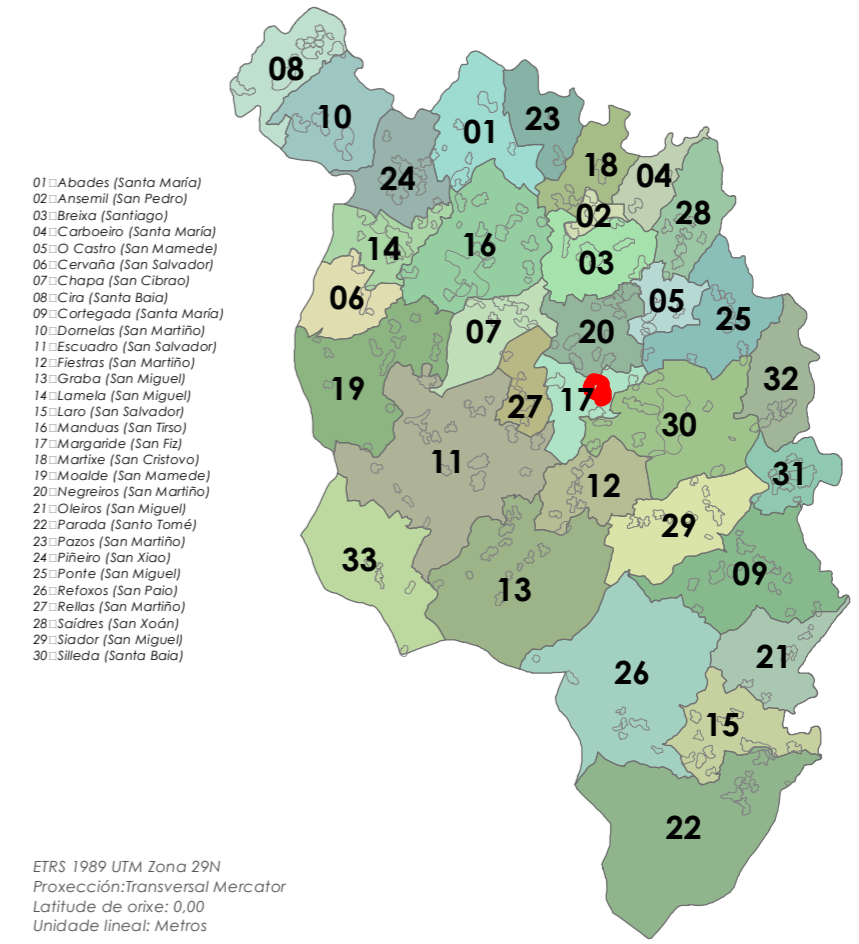 08
10
01
23
18
04
24
02
28
14
16
03
06
05
07
20
25
19
32
27
17
30
11
12
31
29
33
13
09
26
21
15
22
01□Abades (Santa María)
02□Ansemil (San Pedro)
03□Breixa (Santiago)
04□Carboeiro (Santa María)
05□O Castro (San Mamede)
06□Cervaña (San Salvador)
07□Chapa (San Cibrao)
08□Cira (Santa Baia)
09□Cortegada (Santa María)
10□Dornelas (San Martiño)
11□Escuadro (San Salvador)
12□Fiestras (San Martiño)
13□Graba (San Miguel)
14□Lamela (San Miguel)
15□Laro (San Salvador)
16□Manduas (San Tirso)
17□Margaride (San Fiz)
18□Martixe (San Cristovo)
19□Moalde (San Mamede)
20□Negreiros (San Martiño)
21□Oleiros (San Miguel)
22□Parada (Santo Tomé)
23□Pazos (San Martiño)
24□Piñeiro (San Xiao)
25□Ponte (San Miguel)
26□Refoxos (San Paio)
27□Rellas (San Martiño)
28□Saídres (San Xoán)
29□Siador (San Miguel)
30□Silleda (Santa Baia)
ETRS 1989 UTM Zona 29N
Proxección:Transversal Mercator
Latitude de orixe: 0,00
Unidade lineal: Metros